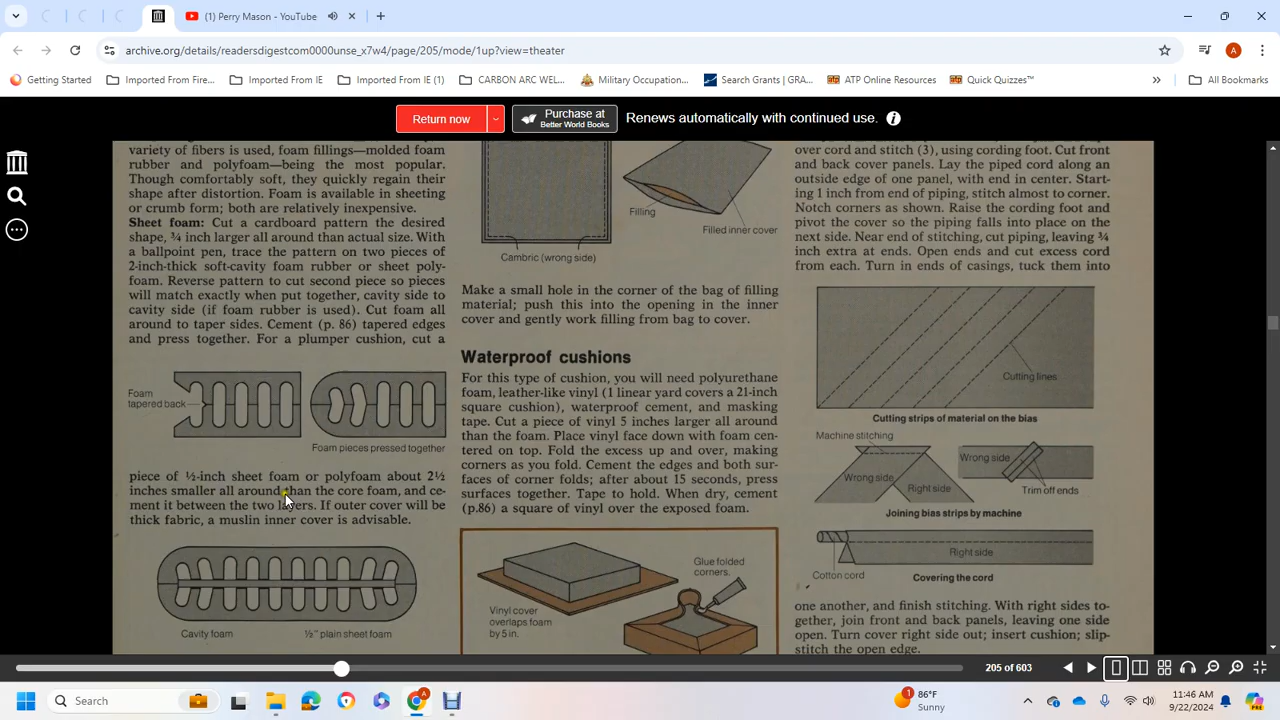 (1) Perry Mason - YouTube
archive.org/details/readersdigestcom0000unse_x7w4/page/205/mode/1up?view=theater
A
Getting Started
Imported From Fire...
Imported From IE
Imported From IE (1)
CARBON ARC WEL...
Military Occupation...
Search Grants | GRA...
ATP Online Resources
Quick Quizzes™
All Bookmarks
Return now
Purchase at
Better World Books
Renews automatically with continued use.
variety of fibers is used, foam fillings—molded foam
rubber and polyfoam—being the most popular.
Though comfortably soft, they quickly regain their
shape after distortion. Foam is available in sheeting
or crumb form; both are relatively inexpensive.
Sheet foam: Cut a cardboard pattern the desired
shape, ¾ inch larger all around than actual size. With
a ballpoint pen, trace the pattern on two pieces of
2-inch-thick soft-cavity foam rubber or sheet poly-
foam. Reverse pattern to cut second piece so pieces
will match exactly when put together, cavity side to
cavity side (if foam rubber is used). Cut foam all
around to taper sides. Cement (p. 86) tapered edges
and press together. For a plumper cushion, cut a
Foam
tapered back
Foam pieces pressed together
piece of ½-inch sheet foam or polyfoam about 2½
inches smaller all around than the core foam, and ce-
ment it between the two layers. If outer cover will be
thick fabric, a muslin inner cover is advisable.
Cavity foam
½" plain sheet foam
Filling
Filled inner cover
Cambric (wrong side)
Make a small hole in the corner of the bag of filling
material; push this into the opening in the inner
cover and gently work filling from bag to cover.
Waterproof cushions
For this type of cushion, you will need polyurethane
foam, leather-like vinyl (1 linear yard covers a 21-inch
square cushion), waterproof cement, and masking
tape. Cut a piece of vinyl 5 inches larger all around
than the foam. Place vinyl face down with foam cen-
tered on top. Fold the excess up and over, making
corners as you fold. Cement the edges and both sur-
faces of corner folds; after about 15 seconds, press
surfaces together. Tape to hold. When dry, cement
(p.86) a square of vinyl over the exposed foam.
Vinyl cover
overlaps foam
by 5 in.
Glue folded
corners.
over cord and stitch (3), using cording foot. Cut front
and back cover panels. Lay the piped cord along an
outside edge of one panel, with end in center. Start-
ing 1 inch from end of piping, stitch almost to corner.
Notch corners as shown. Raise the cording foot and
pivot the cover so the piping falls into place on the
next side. Near end of stitching, cut piping, leaving ¾
inch extra at ends. Open ends and cut excess cord
from each. Turn in ends of casings, tuck them into
Cutting lines
Cutting strips of material on the bias
Machine stitching
Wrong side
Right side
Wrong side
Trim off ends
Joining bias strips by machine
Right side
Cotton cord
Covering the cord
one another, and finish stitching. With right sides to-
gether, join front and back panels, leaving one side
open. Turn cover right side out; insert cushion; slip-
stitch the open edge.
205 of 603
Search
86°F
Sunny
11:46 AM
9/22/2024